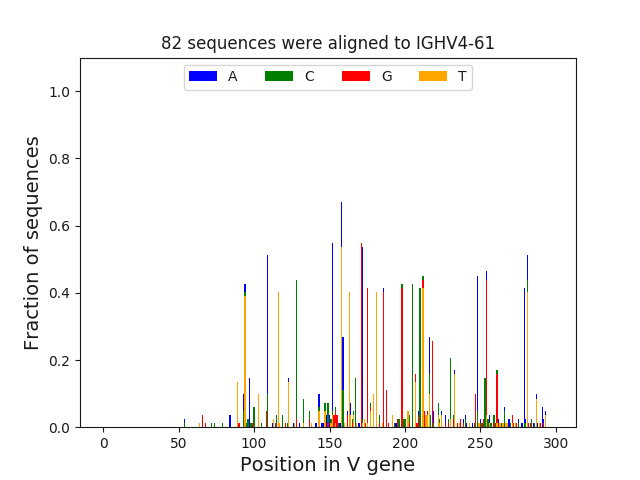 82 sequences were aligned to IGHV4-61
A C G T
1.0
0.8
0.6
0.4
0.2
0.0
Fraction of sequences
0 50 100 150 200 250 300
Position in V gene